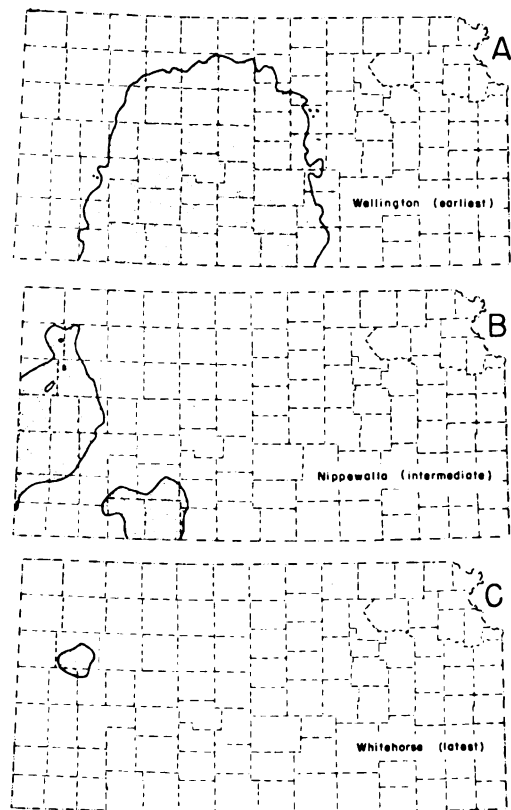 A
Wellington (earliest)
B
Nippewalla (intermediate)
C
Whitehorse (latest)